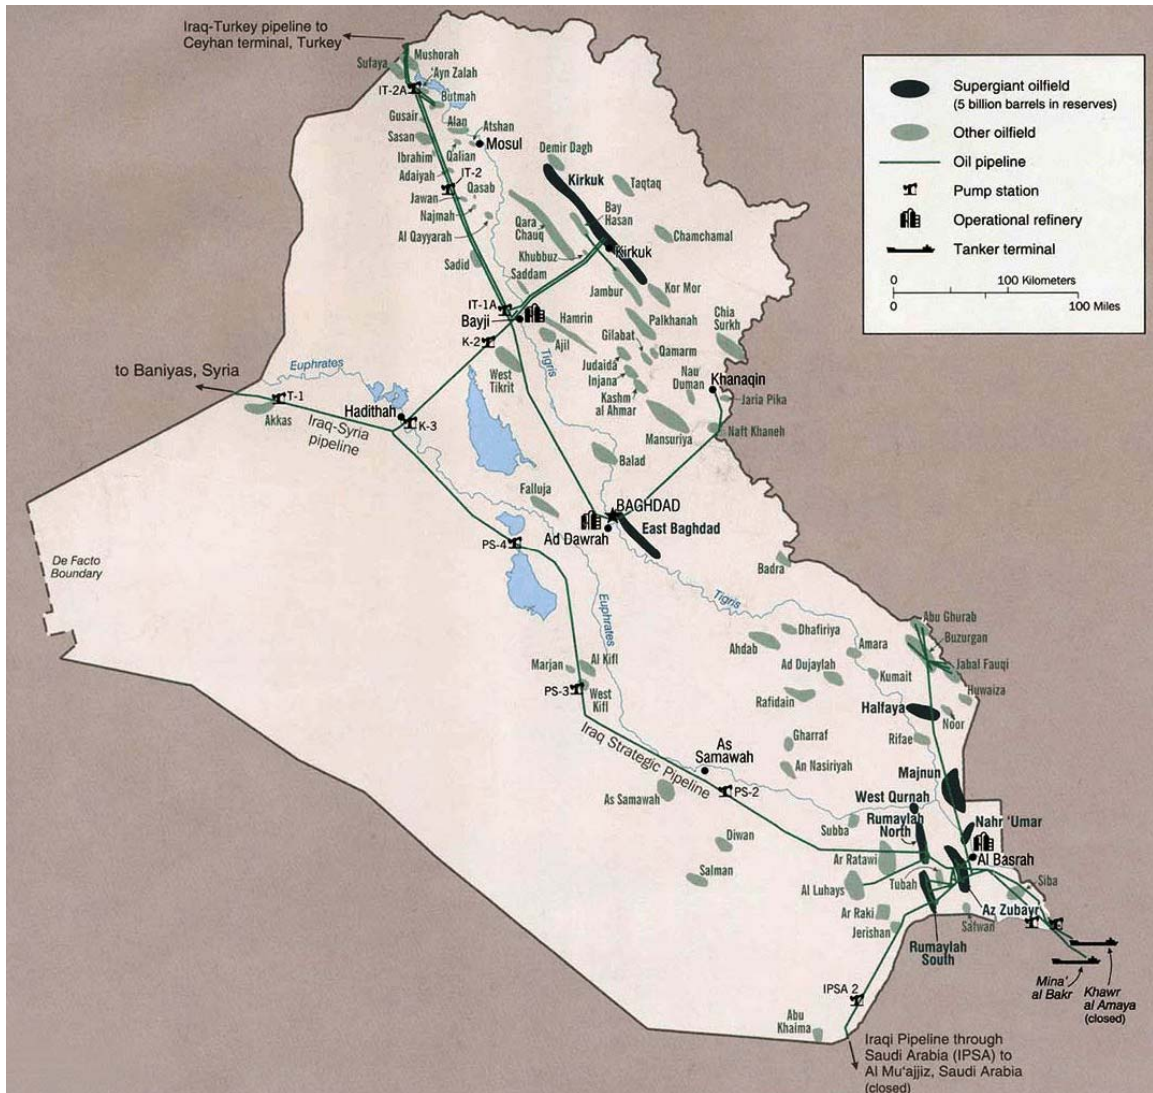 Iraq-Turkey pipeline to
Ceyhan terminal, Turkey
Supergiant oilfield
(5 billion barrels in reserves)
Other oilfield
Oil pipeline
Pump station
Operational refinery
Tanker terminal
0 100 Kilometers
0 100 Miles
Mushorah
Sufaya
'Ayn Zalah
IT-2A
Butmah
Gusair
Alan
Atshan
Sasan
Mosul
Ibrahim
Qalian
Adaiyah
IT-2
Demir Dagh
Kirkuk
Taqtaq
Jawan
Qasab
Najmah
Al Qayyarah
Qara
Chauq
Bay
Hasan
Chamchamal
Khubbuz
Kirkuk
Sadid
Saddam
Jambur
Kor Mor
IT-1A
Bayji
Hamrin
Palkhanah
Chia
Surkh
K-2
Ajil
Gilabat
Qamarm
Tigris
Judaida
Injana
Nau
Duman
Khanaqin
West
Tikrit
Kashm
al Ahmar
Jaria Pika
Euphrates
to Baniyas, Syria
T-1
Hadithah
K-3
Akkas
Iraq-Syria
pipeline
Mansuriya
Naft Khaneh
Balad
Falluja
BAGHDAD
Ad Dawrah
East Baghdad
PS-4
De Facto
Boundary
Badra
Euphrates
Tigris
Abu Ghurab
Dhafiriya
Buzurgan
Ahdab
Amara
Marjan
Al Kifl
Ad Dujaylah
Kumait
Jabal Fauqi
PS-3
West
Kifl
Rafidain
Huwaiza
Halfaya
Noor
Iraq Strategic Pipeline
Gharraf
Rifae
As
Samawah
An Nasiriyah
Majnun
As Samawah
PS-2
West Qurnah
Subba
Rumaylah
North
Nahr 'Umar
Diwan
Ar Ratawi
Al Basrah
Salman
Al Luhays
Tubah
Siba
Ar Raki
Az Zubayr
Jerishan
Safwan
Rumaylah
South
IPSA 2
Mina'
al Bakr
Khawr
al Amaya
(closed)
Abu
Khaima
Iraqi Pipeline through
Saudi Arabia (IPSA) to
Al Mu'ajjiz, Saudi Arabia
(closed)